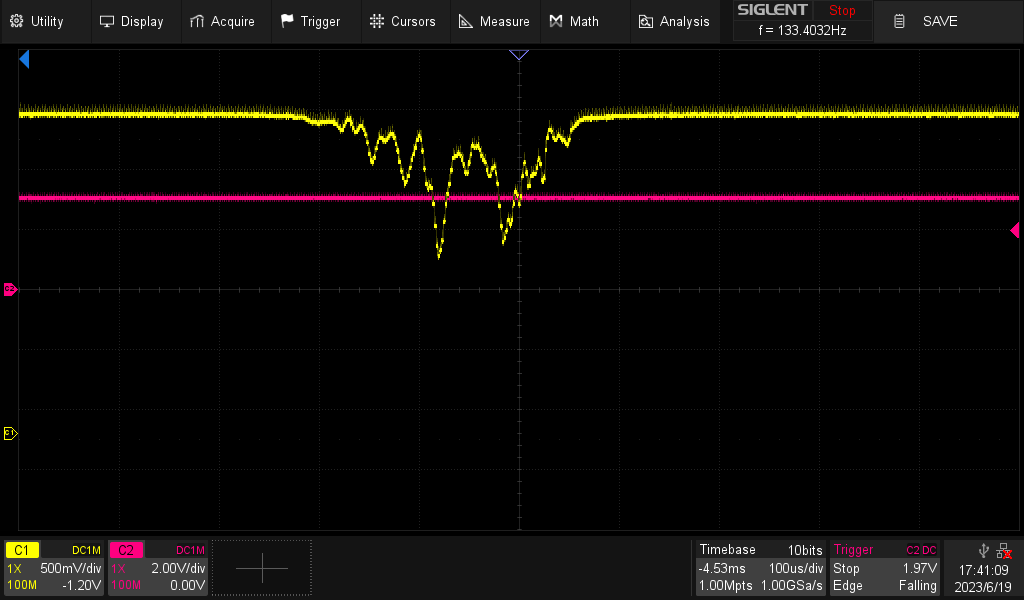 Utility Display Acquire Trigger Cursors Measure Math Analysis SIGLENT Stop SAVE
f = 133.4032Hz
C2
C1
C1 DC1M C2 DC1M Timebase 10bits Trigger C2 DC
1X 500mV/div 1X 2.00V/div -4.53ms 100us/div Stop 1.97V 17:41:09
100M -1.20V 100M 0.00V 1.00Mpts 1.00GSa/s Edge Falling 2023/6/19